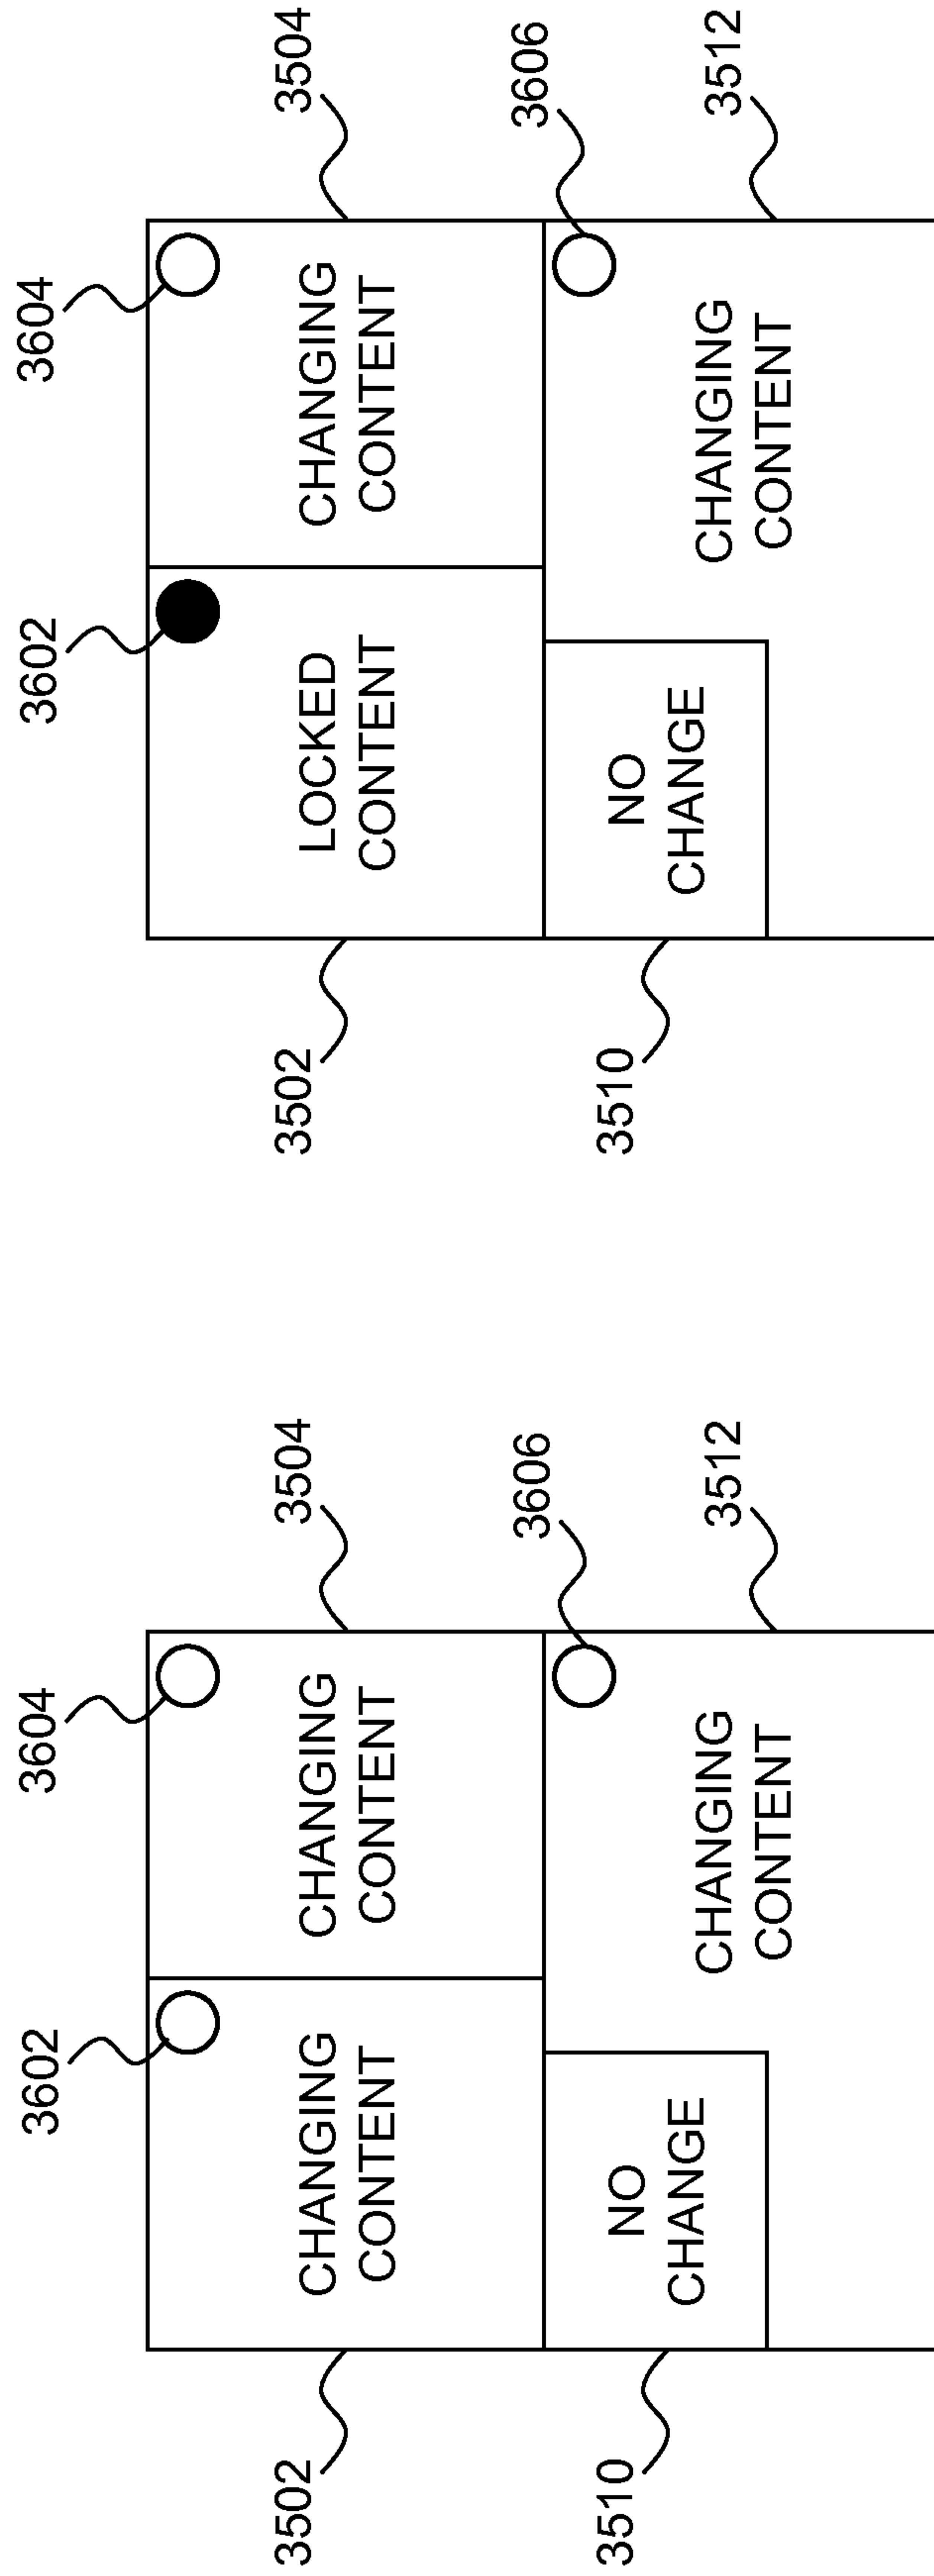 3602
3604
3502
CHANGING
CONTENT
CHANGING
CONTENT
3504
3606
3510
NO
CHANGE
CHANGING
CONTENT
3512
3602
3604
3502
LOCKED
CONTENT
CHANGING
CONTENT
3504
3606
3510
NO
CHANGE
CHANGING
CONTENT
3512